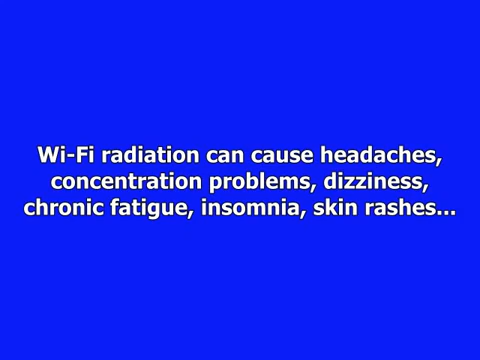 Wi-Fi radiation can cause headaches,
concentration problems, dizziness,
chronic fatigue, insomnia, skin rashes...